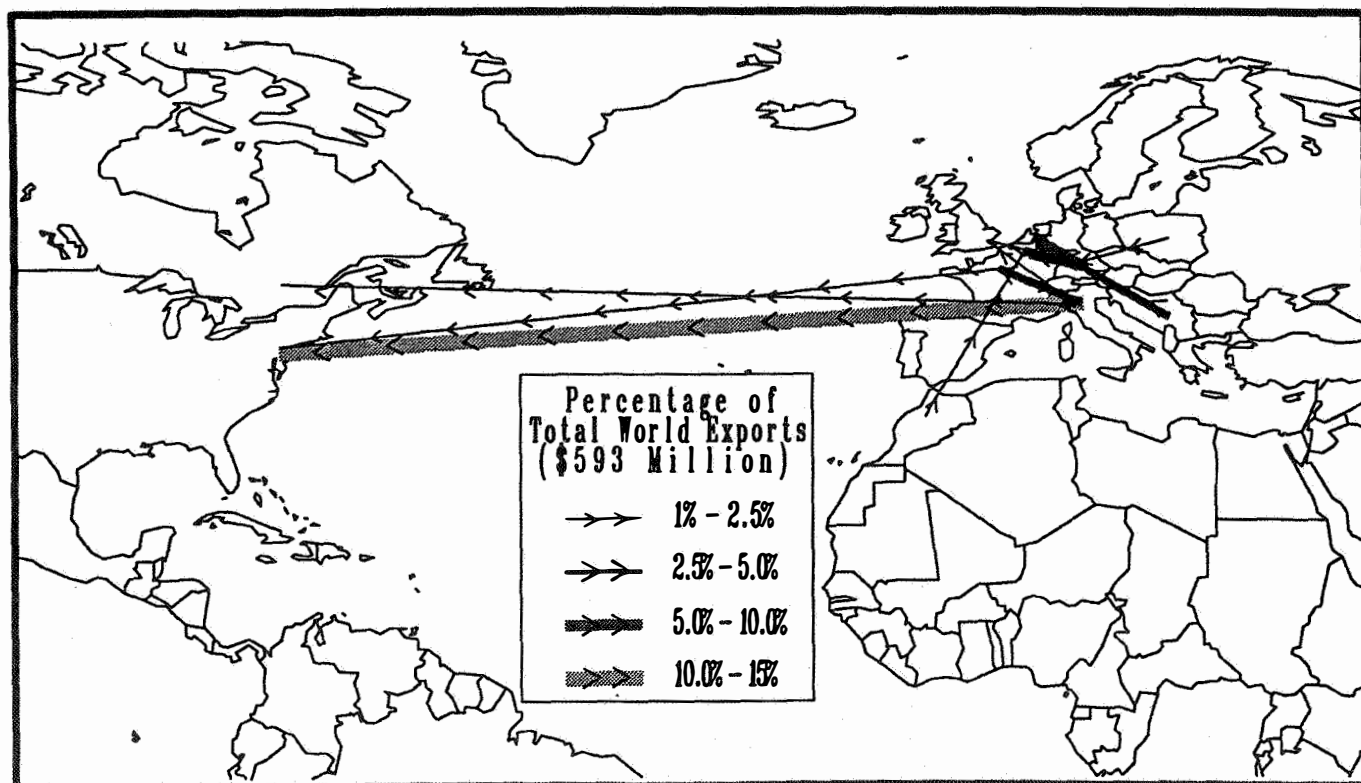 Percentage of
Total World Exports
($593 Million)
1% - 2.5%
2.5% - 5.0%
5.0% - 10.0%
10.0% - 15%